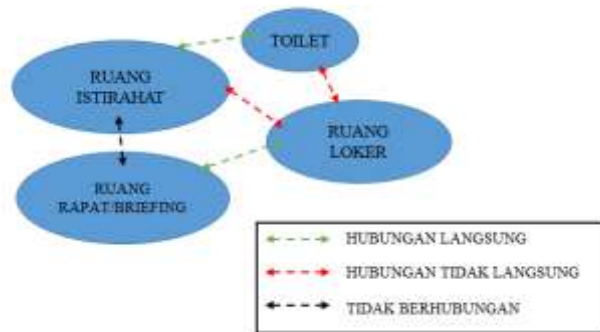 TOILET
RUANG
ISTIRAHAT
RUANG
LOKER
RUANG
RAPAT/BRIEFING
HUBUNGAN LANGSUNG
HUBUNGAN TIDAK LANGSUNG
TIDAK BERHUBUNGAN